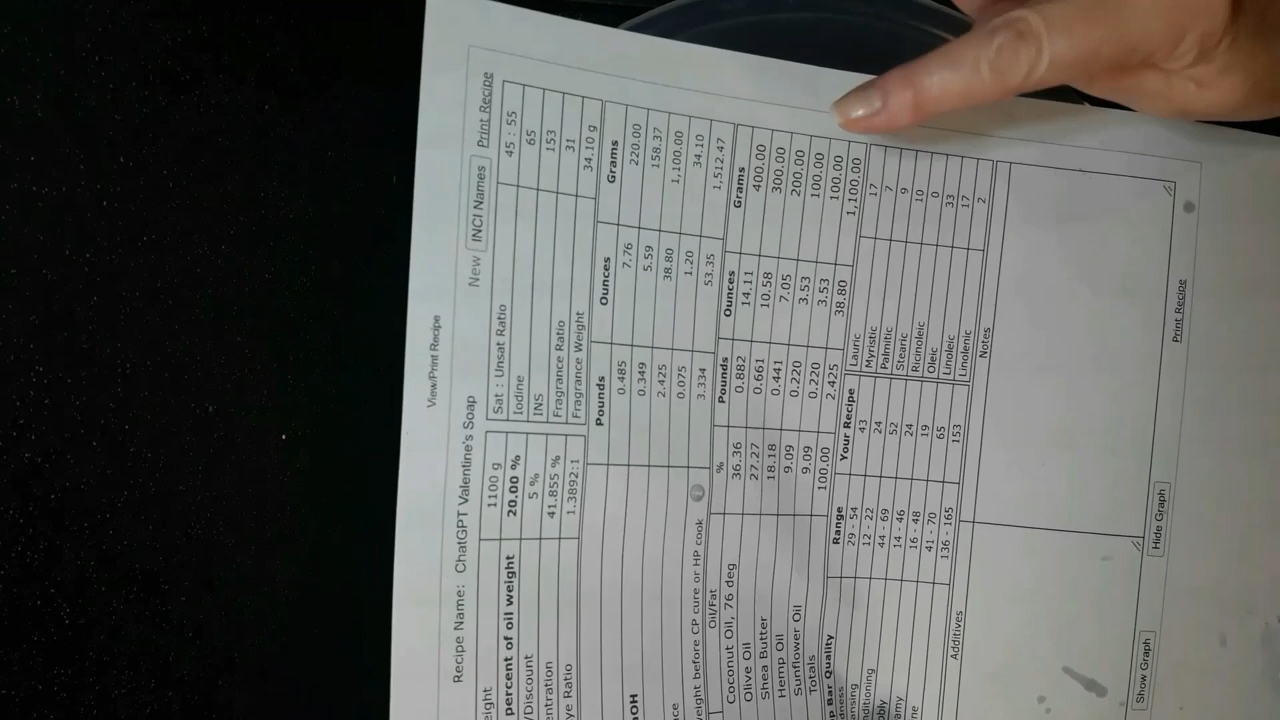 View/Print Recipe
Recipe Name: ChatGPT Valentine's Soap New INCI Names Print Recipe
eight 1100 g Sat : Unsat Ratio 45 : 55
percent of oil weight 20.00 % Iodine 65
/Discount 5 % INS 153
entration 41.855 % Fragrance Ratio 31
ye Ratio 1.3892:1 Fragrance Weight 34.10 g
Pounds Ounces Grams
0.485 7.76 220.00
aOH 0.349 5.59 158.37
2.425 38.80 1,100.00
ce 0.075 1.20 34.10
eight before CP cure or HP cook 3.334 53.35 1,512.47
Oil/Fat % Pounds Ounces Grams
Coconut Oil, 76 deg 36.36 0.882 14.11 400.00
Olive Oil 27.27 0.661 10.58 300.00
Shea Butter 18.18 0.441 7.05 200.00
Hemp Oil 9.09 0.220 3.53 100.00
Sunflower Oil 9.09 0.220 3.53 100.00
Totals 100.00 2.425 38.80 1,100.00
p Bar Quality Range Your Recipe Lauric 17
dness 29 - 54 43 Myristic 7
ansing 12 - 22 24 Palmitic 9
nditioning 44 - 69 52 Stearic 10
bbly 14 - 46 24 Ricinoleic 0
amy 16 - 48 19 Oleic 33
ne 41 - 70 65 Linoleic 17
136 - 165 153 Linolenic 2
Additives Notes
Show Graph Hide Graph Print Recipe